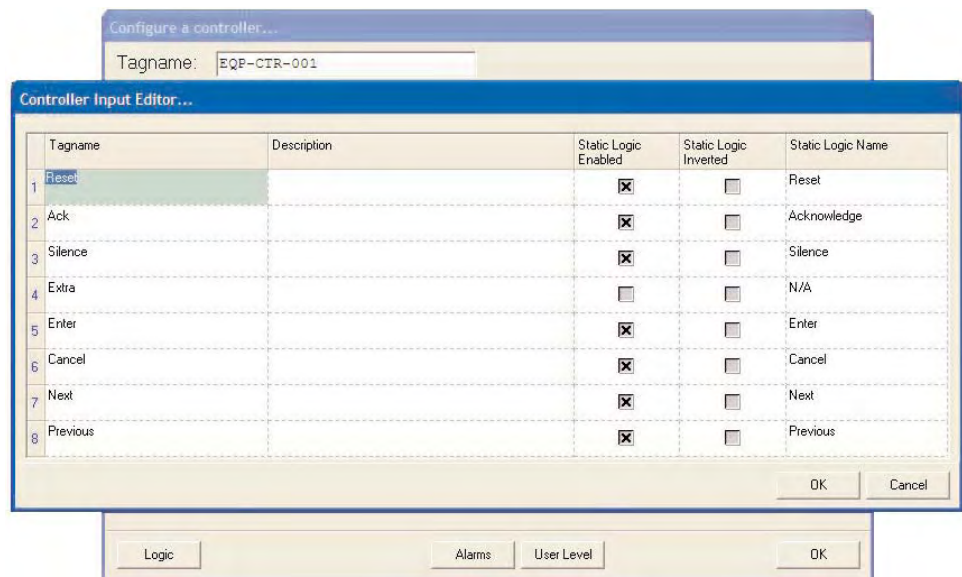 Configure a controller...
Tagname: EQP-CTR-001
Controller Input Editor...
Tagname Description Static Logic Enabled Static Logic Inverted Static Logic Name
1 Reset Reset
2 Ack Acknowledge
3 Silence Silence
4 Extra N/A
5 Enter Enter
6 Cancel Cancel
7 Next Next
8 Previous Previous
OK Cancel
Logic Alarms User Level OK